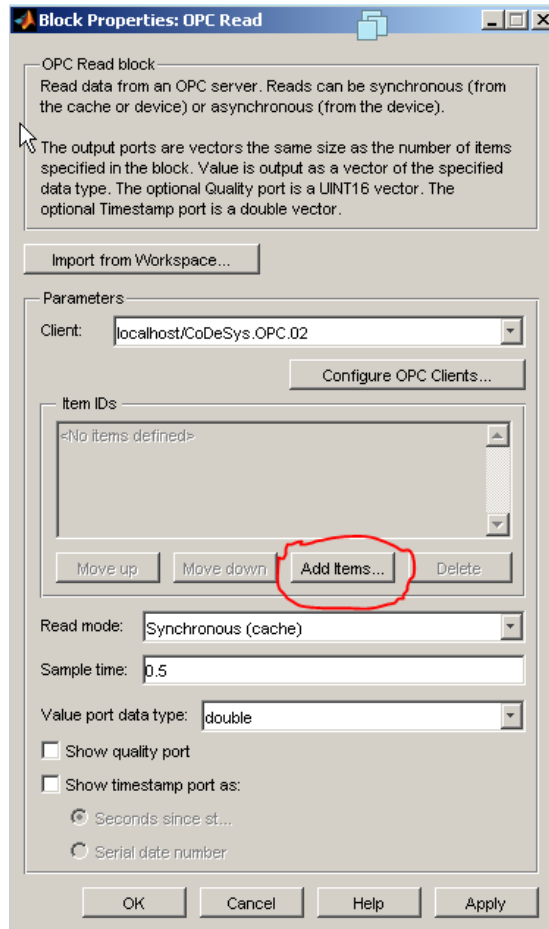 Block Properties: OPC Read
OPC Read block
Read data from an OPC server. Reads can be synchronous (from
the cache or device) or asynchronous (from the device).
The output ports are vectors the same size as the number of items
specified in the block. Value is output as a vector of the specified
data type. The optional Quality port is a UINT16 vector. The
optional Timestamp port is a double vector.
Import from Workspace...
Parameters
Client: localhost/CoDeSys.OPC.02
Configure OPC Clients...
Item IDs
<No items defined>
Move up Move down Add Items... Delete
Read mode: Synchronous (cache)
Sample time: 0.5
Value port data type: double
Show quality port
Show timestamp port as:
Seconds since st...
Serial date number
OK Cancel Help Apply